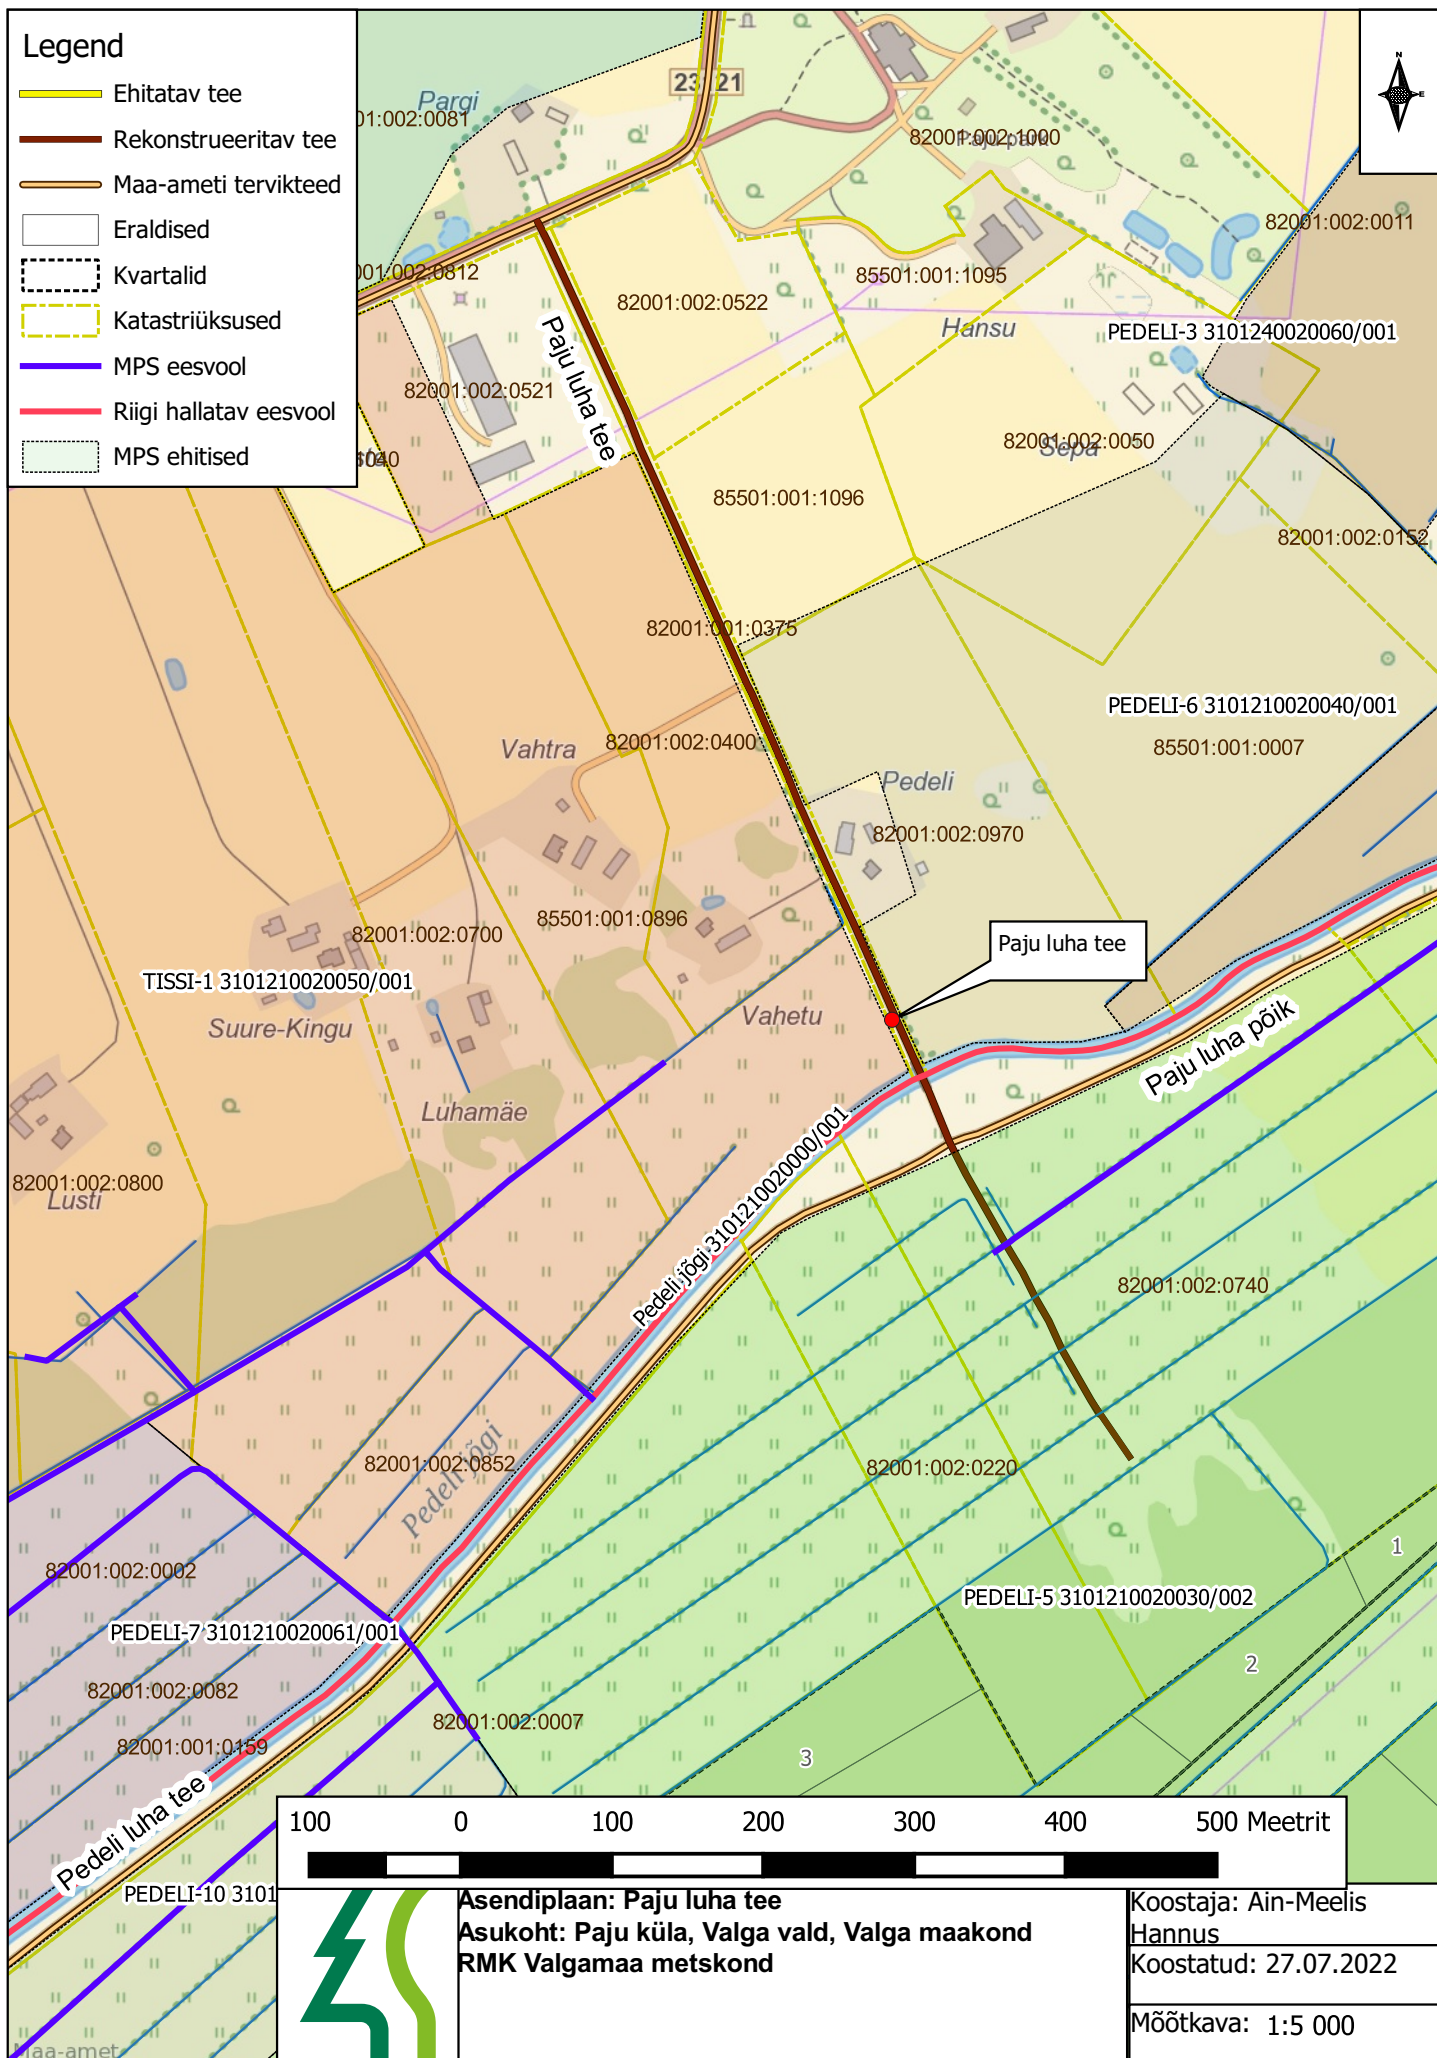 Legend
Ehitatav tee
Rekonstrueeritav tee
Maa-ameti tervikteed
Eraldised
Kvartalid
Katastriüksused
MPS eesvool
Riigi hallatav eesvool
MPS ehitised
23121
N
E
Pargi
01:002:0081
82001:002:1000
Paju park
82001:002:0011
001:002:0812
82001:002:0522
85501:001:1095
Hansu
PEDELI-3 3101240020060/001
Paju luha tee
82001:002:0521
82001:002:0050
Sepa
85501:001:1096
82001:002:0152
82001:001:0375
PEDELI-6 3101210020040/001
Vahtra
82001:002:0400
85501:001:0007
Pedeli
82001:002:0970
85501:001:0896
82001:002:0700
Paju luha tee
TISSI-1 3101210020050/001
Suure-Kingu
Vahetu
Paju luha põik
Luhamäe
82001:002:0800
Lusti
Pedeli jõgi 3101210020000/001
82001:002:0740
82001:002:0852
Pedeli jõgi
82001:002:0220
82001:002:0002
1
PEDELI-5 3101210020030/002
PEDELI-7 3101210020061/001
2
82001:002:0082
82001:002:0007
82001:001:0159
3
Pedeli luha tee
100 0 100 200 300 400 500 Meetrit
PEDELI-10 3101
Asendiplaan: Paju luha tee
Asukoht: Paju küla, Valga vald, Valga maakond
RMK Valgamaa metskond
Koostaja: Ain-Meelis
Hannus
Koostatud: 27.07.2022
Mõõtkava: 1:5 000
Maa-amet